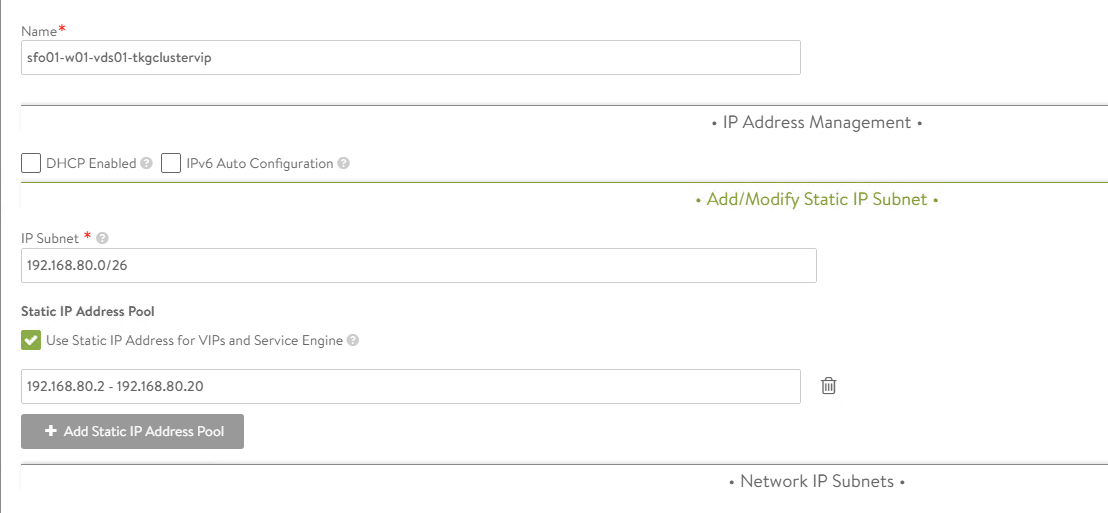 Name*
sfo01-w01-vds01-tkgclustervip
• IP Address Management •
DHCP Enabled ? IPv6 Auto Configuration ?
• Add/Modify Static IP Subnet •
IP Subnet * ?
192.168.80.0/26
Static IP Address Pool
Use Static IP Address for VIPs and Service Engine ?
192.168.80.2 - 192.168.80.20
+ Add Static IP Address Pool
• Network IP Subnets •